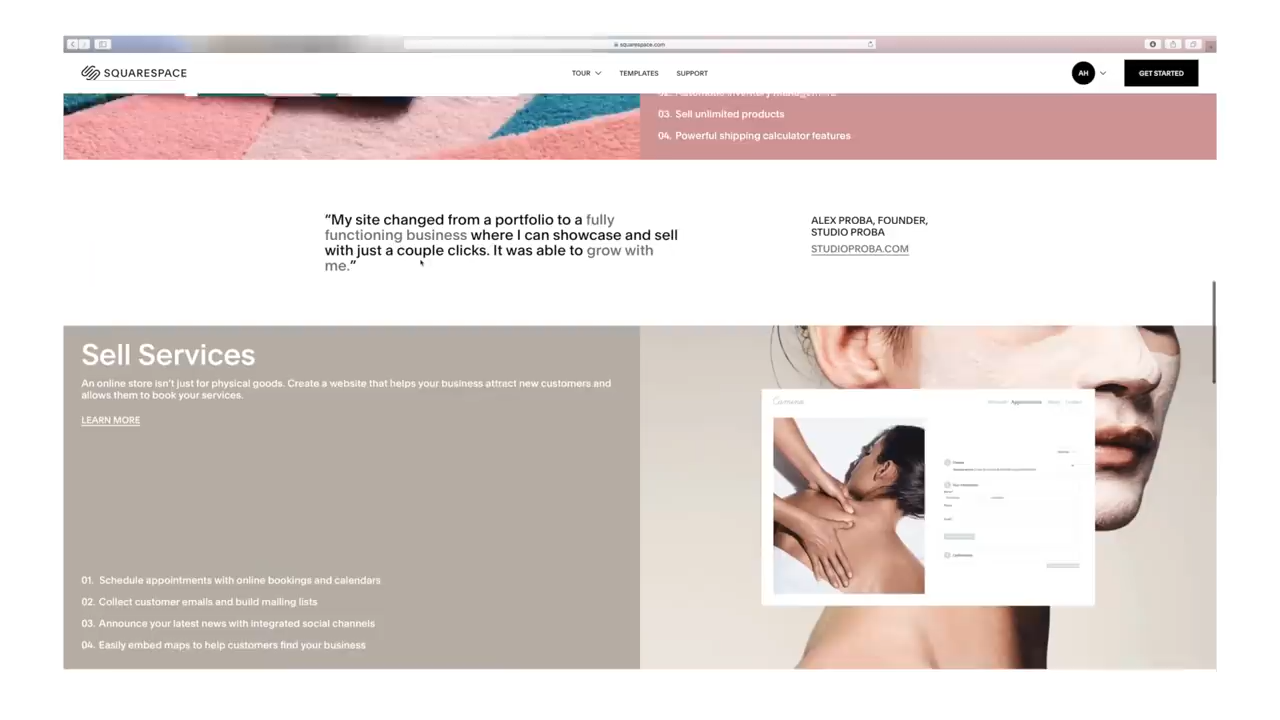 squarespace.com
SQUARESPACE
TOUR
TEMPLATES
SUPPORT
AH
GET STARTED
02. Automatic inventory management
03. Sell unlimited products
04. Powerful shipping calculator features
“My site changed from a portfolio to a fully
functioning business where I can showcase and sell
with just a couple clicks. It was able to grow with
me.”
ALEX PROBA, FOUNDER,
STUDIO PROBA
STUDIOPROBA.COM
Sell Services
An online store isn’t just for physical goods. Create a website that helps your business attract new customers and
allows them to book your services.
LEARN MORE
01. Schedule appointments with online bookings and calendars
02. Collect customer emails and build mailing lists
03. Announce your latest news with integrated social channels
04. Easily embed maps to help customers find your business
Appointments